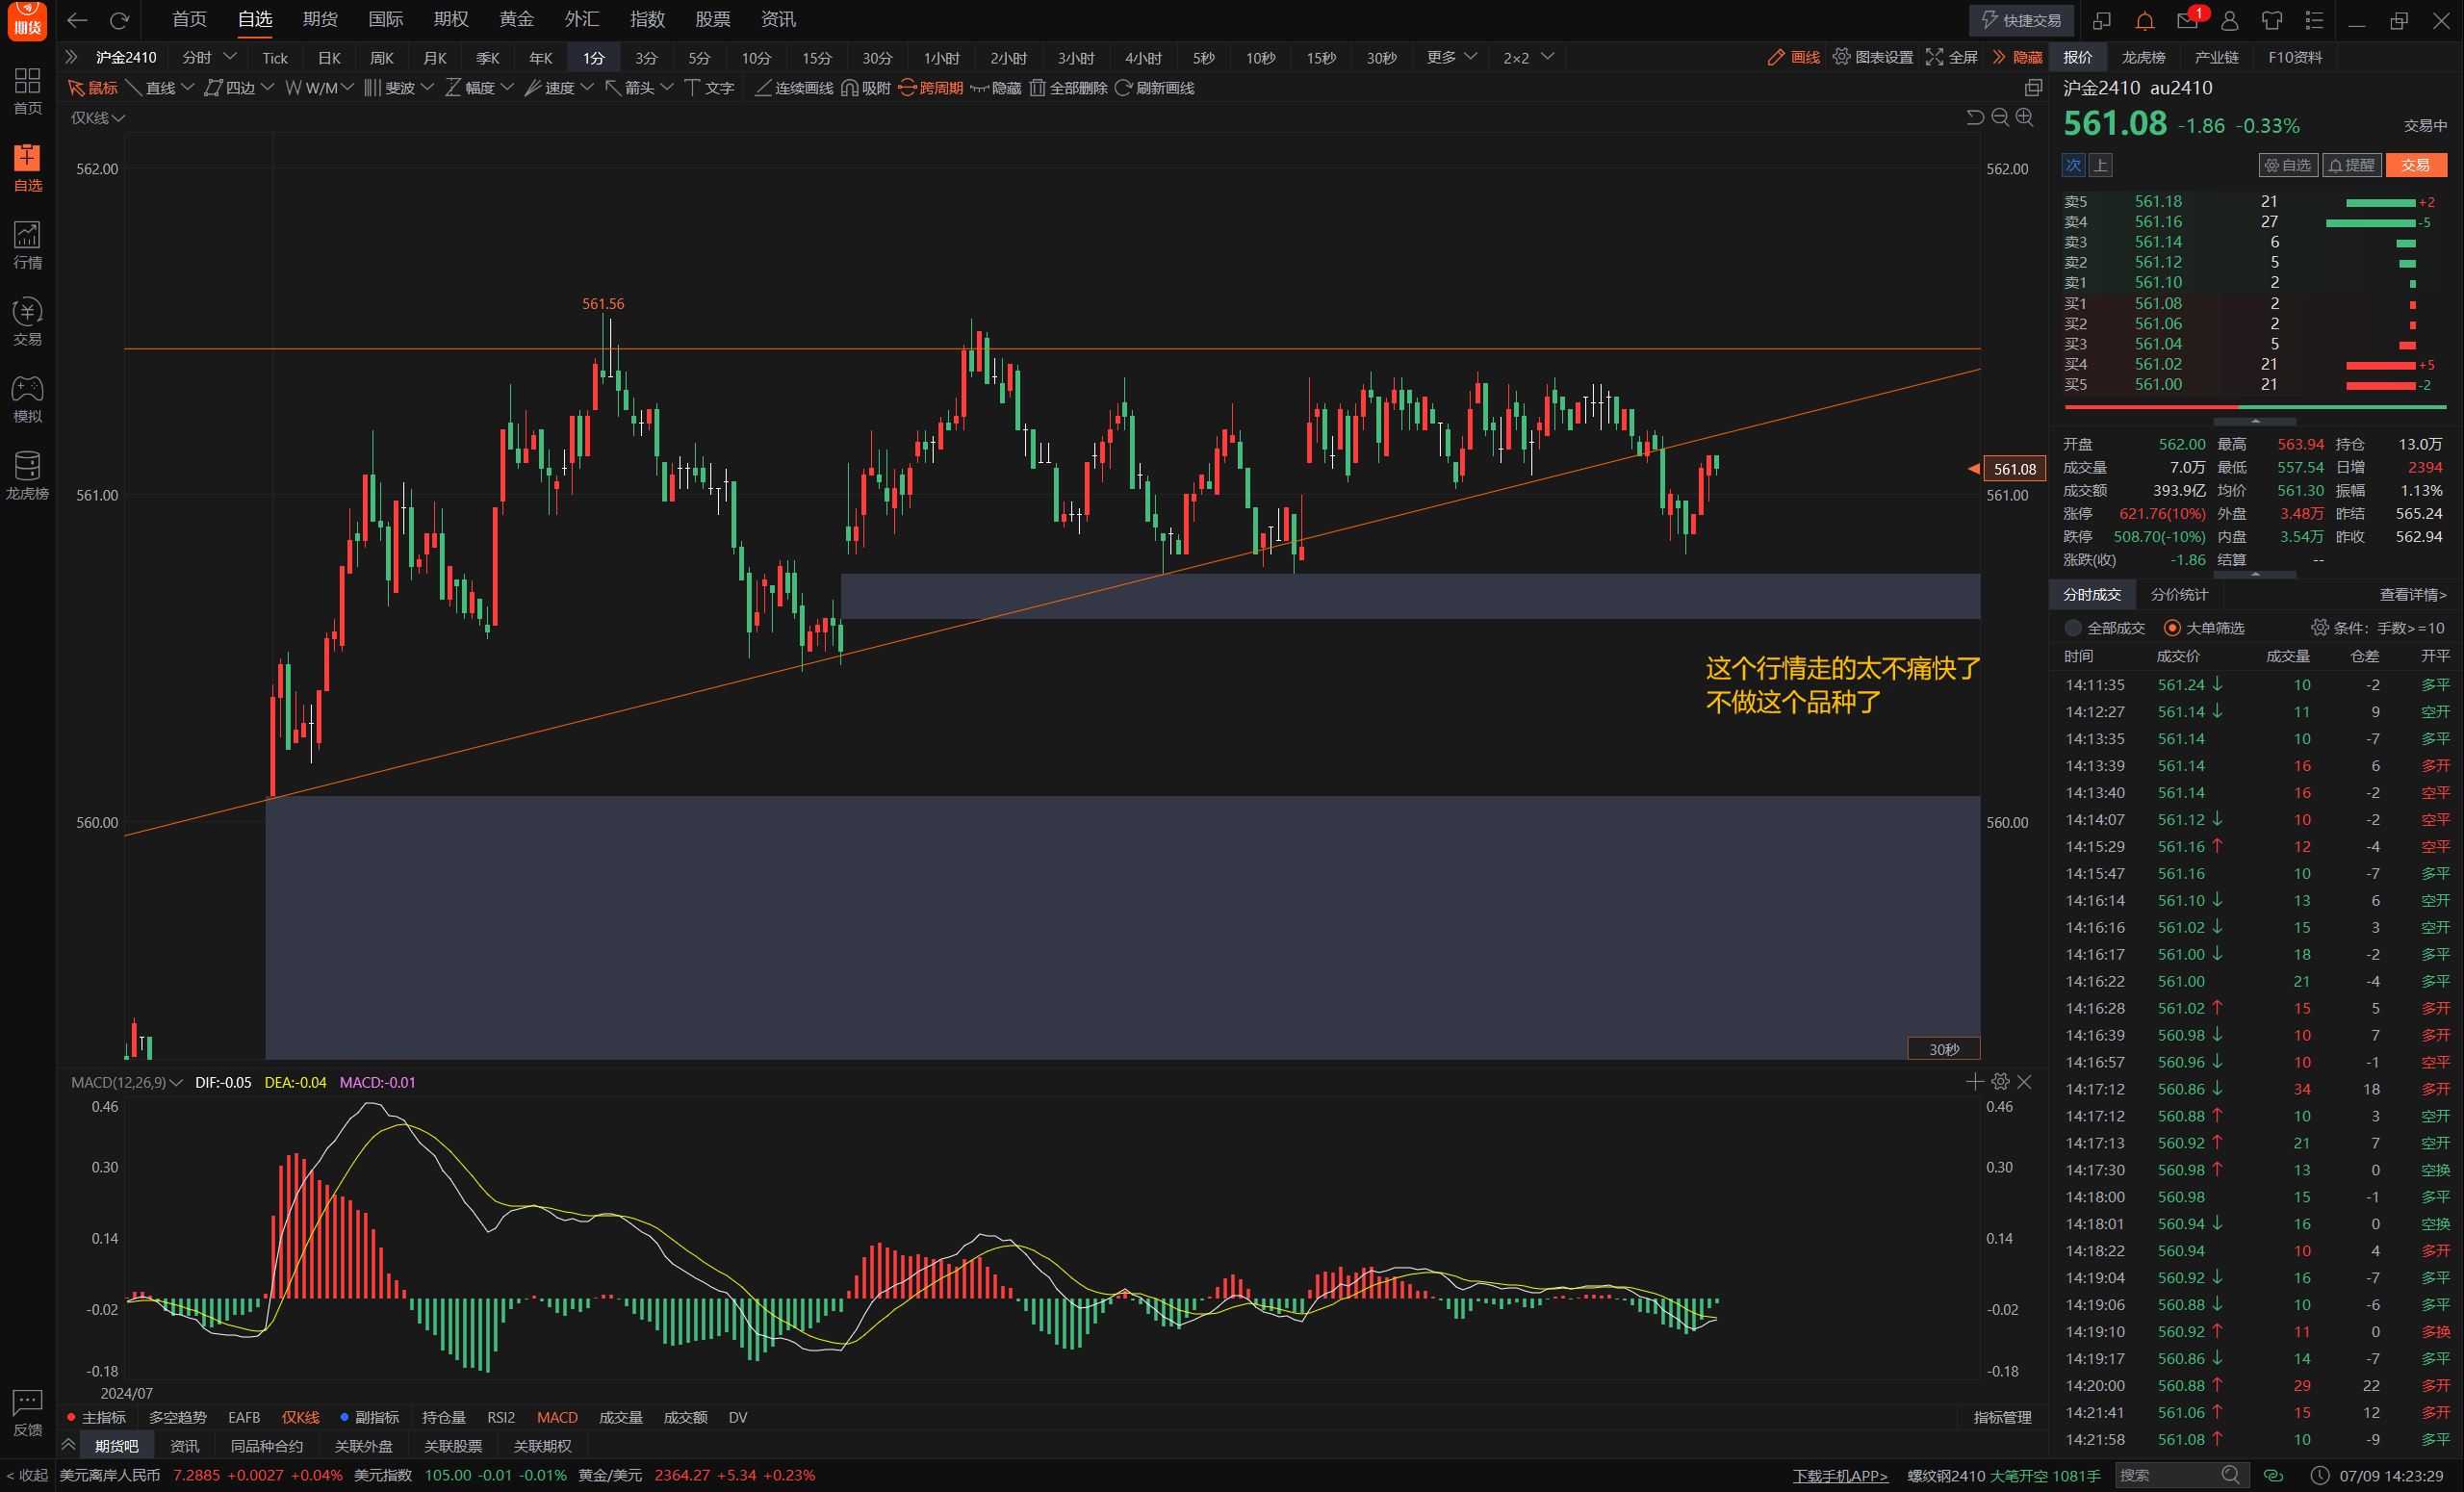 期货
首页 自选 期货 国际 期权 黄金 外汇 指数 股票 资讯
快捷交易 1
沪金2410 分时 Tick 日K 周K 月K 季K 年K 1分 3分 5分 10分 15分 30分 1小时 2小时 3小时 4小时 5秒 10秒 15秒 30秒 更多 2×2
画线 图表设置 全屏 隐藏
报价 龙虎榜 产业链 F10资料
鼠标 直线 四边 W/M 斐波 幅度 速度 箭头 文字 连续画线 吸附 跨周期 隐藏 全部删除 刷新画线
首页
自选
行情
交易
模拟
龙虎榜
反馈
仅K线
562.00
561.00
560.00
561.56
562.00
561.08
561.00
560.00
这个行情走的太不痛快了
不做这个品种了
30秒
MACD(12,26,9) DIF:-0.05 DEA:-0.04 MACD:-0.01
0.46 0.46
0.30 0.30
0.14 0.14
-0.02 -0.02
-0.18 -0.18
2024/07
主指标 多空趋势 EAFB 仅K线 副指标 持仓量 RSI2 MACD 成交量 成交额 DV 指标管理
期货吧 资讯 同品种合约 关联外盘 关联股票 关联期权
沪金2410 au2410
561.08 -1.86 -0.33% 交易中
次 上 自选 提醒 交易
卖5 561.18 21 +2
卖4 561.16 27 -5
卖3 561.14 6
卖2 561.12 5
卖1 561.10 2
买1 561.08 2
买2 561.06 2
买3 561.04 5
买4 561.02 21 +5
买5 561.00 21 -2
开盘 562.00 最高 563.94 持仓 13.0万
成交量 7.0万 最低 557.54 日增 2394
成交额 393.9亿 均价 561.30 振幅 1.13%
涨停 621.76(10%) 外盘 3.48万 昨结 565.24
跌停 508.70(-10%) 内盘 3.54万 昨收 562.94
涨跌(收) -1.86 结算 --
分时成交 分价统计 查看详情>
全部成交 大单筛选 条件：手数>=10
时间 成交价 成交量 仓差 开平
14:11:35 561.24↓ 10 -2 多平
14:12:27 561.14↓ 11 9 空开
14:13:35 561.14 10 -7 多平
14:13:39 561.14 16 6 多开
14:13:40 561.14 16 -2 空平
14:14:07 561.12↓ 10 -2 空平
14:15:29 561.16↑ 12 -4 空平
14:15:47 561.16 10 -7 多平
14:16:14 561.10↓ 13 6 空开
14:16:16 561.02↓ 15 3 空开
14:16:17 561.00↓ 18 -2 多平
14:16:22 561.00 21 -4 多平
14:16:28 561.02↑ 15 5 多开
14:16:39 560.98↓ 10 7 多开
14:16:57 560.96↓ 10 -1 空平
14:17:12 560.86↓ 34 18 多开
14:17:12 560.88↑ 10 3 空开
14:17:13 560.92↑ 21 7 空开
14:17:30 560.98↑ 13 0 空换
14:18:00 560.98 15 -1 多平
14:18:01 560.94↓ 16 0 空换
14:18:22 560.94 10 4 多开
14:19:04 560.92↓ 16 -7 多平
14:19:06 560.88↓ 10 -6 多平
14:19:10 560.92↑ 11 0 多换
14:19:17 560.86↓ 14 -7 多平
14:20:00 560.88↑ 29 22 多开
14:21:41 561.06↑ 15 12 多开
14:21:58 561.08↑ 10 -9 多平
<收起 美元离岸人民币 7.2885 +0.0027 +0.04% 美元指数 105.00 -0.01 -0.01% 黄金/美元 2364.27 +5.34 +0.23% 下载手机APP> 螺纹钢2410 大笔开空 1081手 搜索 07/09 14:23:29